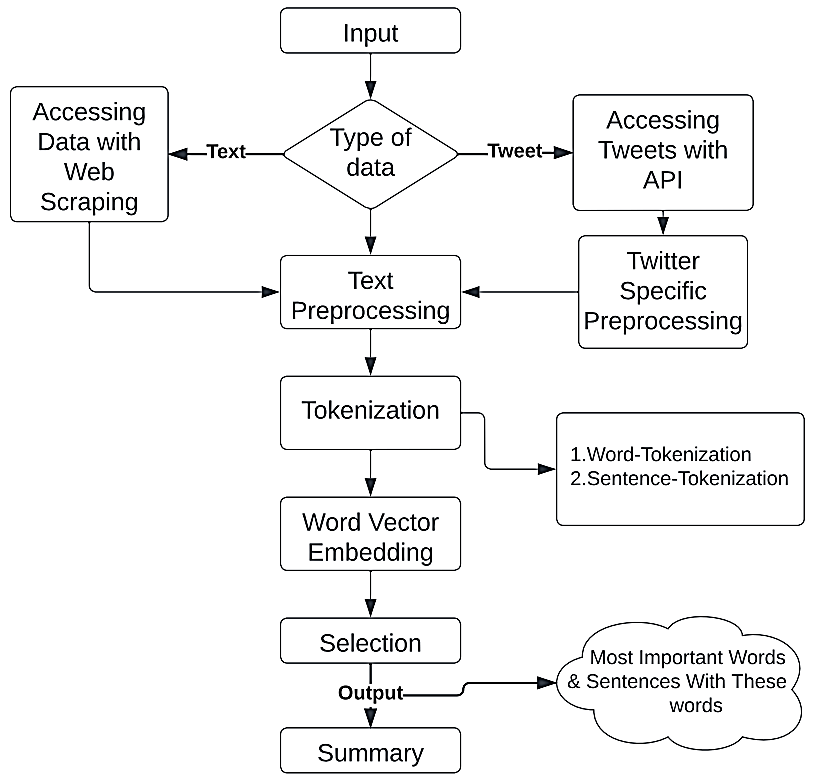 Input
Type of
data
Text
Tweet
Accessing
Data with
Web
Scraping
Accessing
Tweets with
API
Twitter
Specific
Preprocessing
Text
Preprocessing
Tokenization
1.Word-Tokenization
2.Sentence-Tokenization
Word Vector
Embedding
Selection
Output
Most Important Words
& Sentences With These
words
Summary